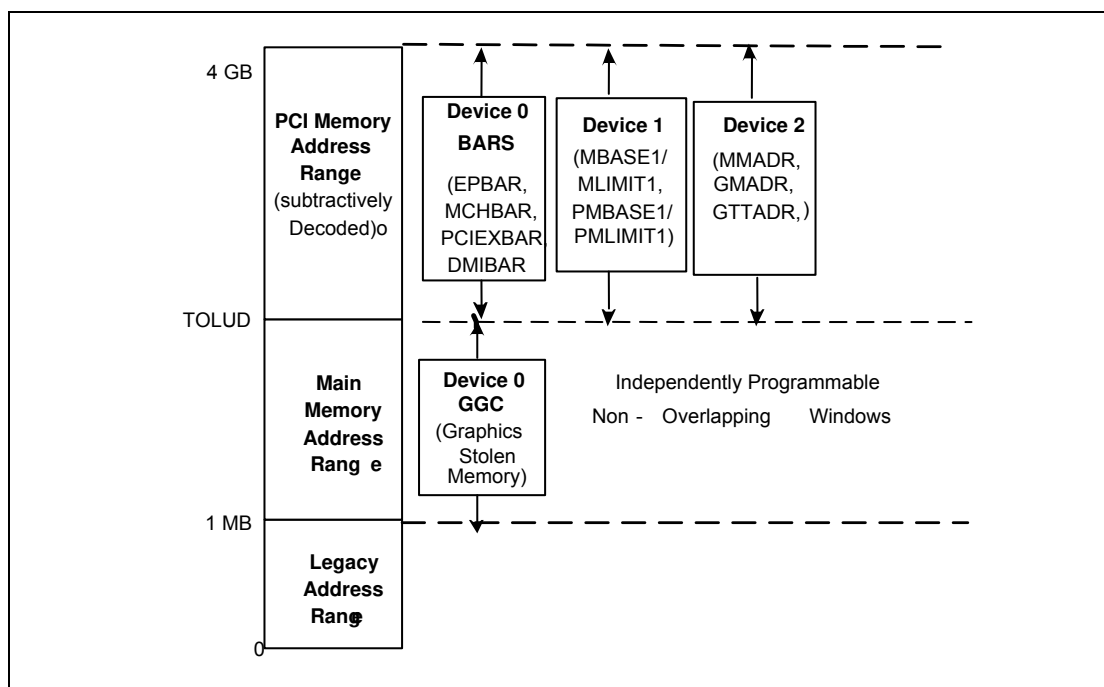 4 GB
PCI Memory
Address
Range
(subtractively
Decoded)o
Device 0
BARS
(EPBAR,
MCHBAR,
PCIEXBAR,
DMIBAR
Device 1
(MBASE1/
MLIMIT1,
PMBASE1/
PMLIMIT1)
Device 2
(MMADR,
GMADR,
GTTADR,)
TOLUD
Main
Memory
Address
Rang e
Device 0
GGC
(Graphics
Stolen
Memory)
Independently Programmable
Non - Overlapping Windows
1 MB
Legacy
Address
Range
0